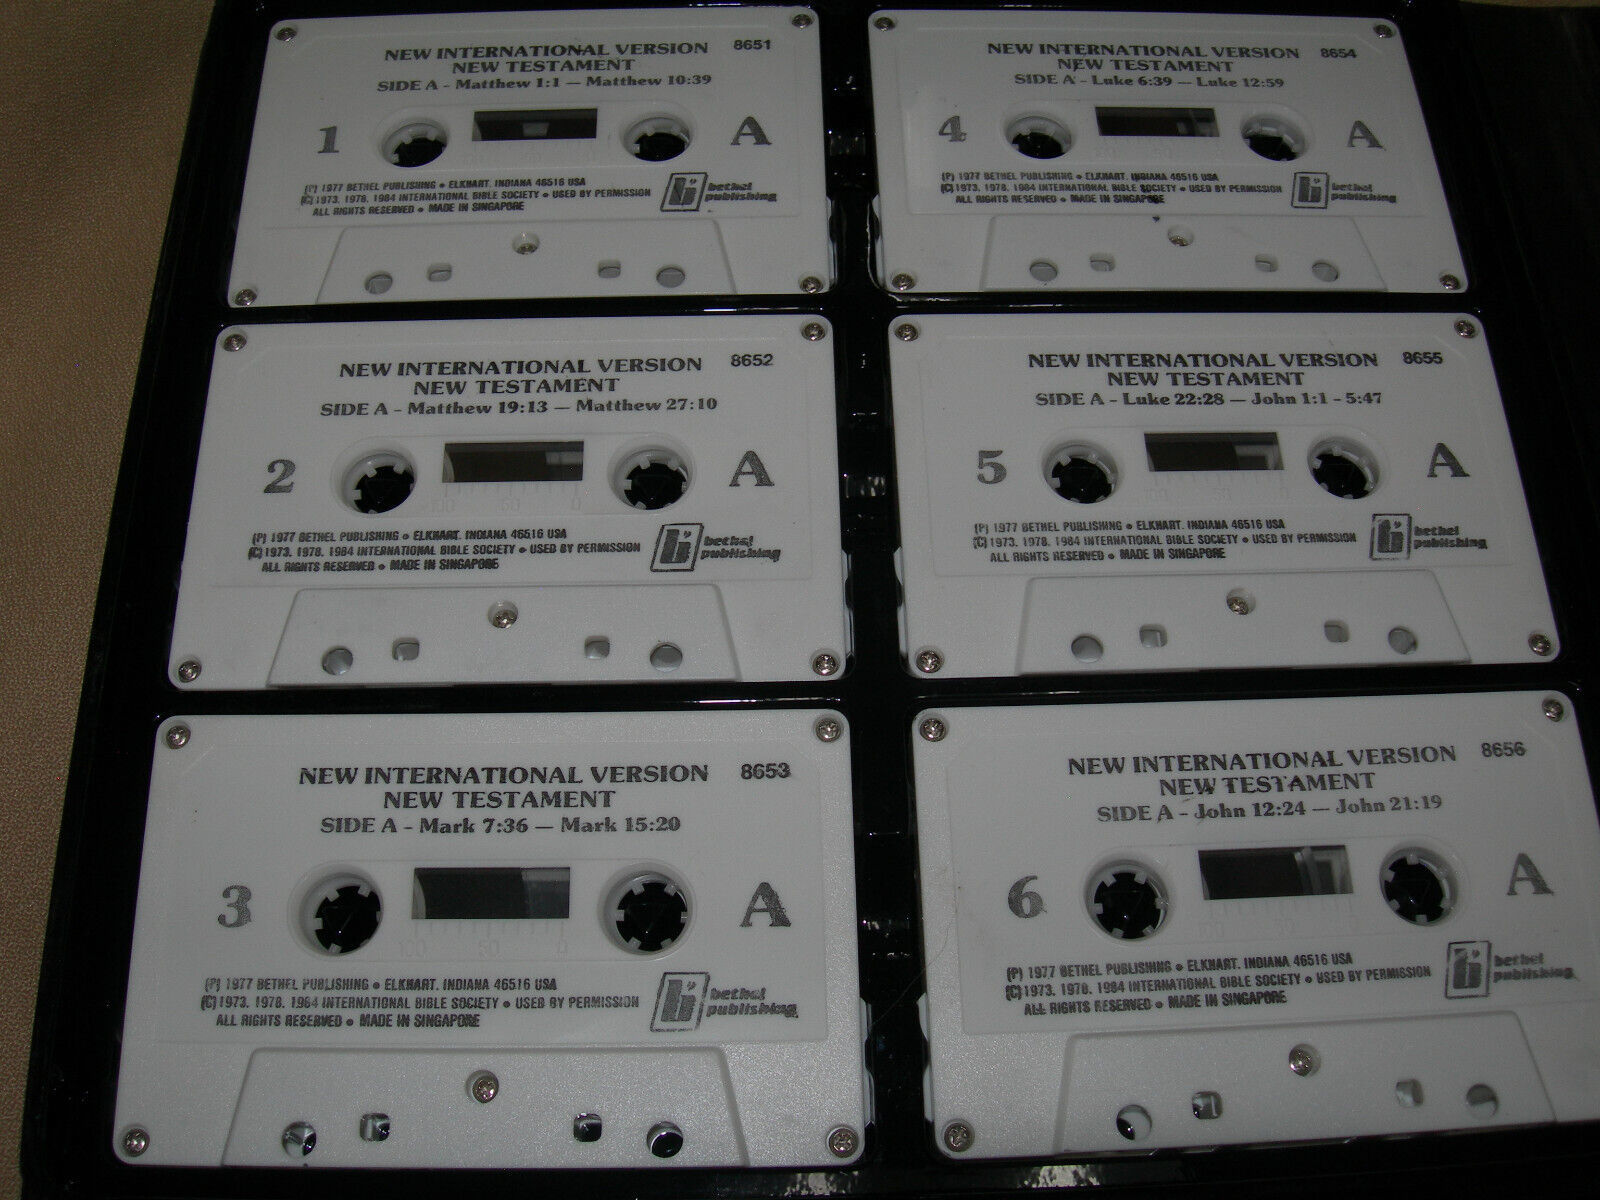 NEW INTERNATIONAL VERSION 8651
NEW TESTAMENT
SIDE A - Matthew 1:1 — Matthew 10:39
1 A
(P) 1977 BETHEL PUBLISHING • ELKHART, INDIANA 46516 USA
(C) 1973, 1978, 1984 INTERNATIONAL BIBLE SOCIETY • USED BY PERMISSION
ALL RIGHTS RESERVED • MADE IN SINGAPORE
bethel
publishing
NEW INTERNATIONAL VERSION 8652
NEW TESTAMENT
SIDE A - Matthew 19:13 — Matthew 27:10
2 A
100 50 0
(P) 1977 BETHEL PUBLISHING • ELKHART, INDIANA 46516 USA
(C) 1973, 1978, 1984 INTERNATIONAL BIBLE SOCIETY • USED BY PERMISSION
ALL RIGHTS RESERVED • MADE IN SINGAPORE
bethel
publishing
NEW INTERNATIONAL VERSION 8653
NEW TESTAMENT
SIDE A - Mark 7:36 — Mark 15:20
3 A
100 50 0
(P) 1977 BETHEL PUBLISHING • ELKHART, INDIANA 46516 USA
(C) 1973, 1978, 1984 INTERNATIONAL BIBLE SOCIETY • USED BY PERMISSION
ALL RIGHTS RESERVED • MADE IN SINGAPORE
bethel
publishing
NEW INTERNATIONAL VERSION 8654
NEW TESTAMENT
SIDE A - Luke 6:39 — Luke 12:59
4 A
(P) 1977 BETHEL PUBLISHING • ELKHART, INDIANA 46516 USA
(C) 1973, 1978, 1984 INTERNATIONAL BIBLE SOCIETY • USED BY PERMISSION
ALL RIGHTS RESERVED • MADE IN SINGAPORE
bethel
publishing
NEW INTERNATIONAL VERSION 8655
NEW TESTAMENT
SIDE A - Luke 22:28 — John 1:1 - 5:47
5 A
100 50 0
(P) 1977 BETHEL PUBLISHING • ELKHART, INDIANA 46516 USA
(C) 1973, 1978, 1984 INTERNATIONAL BIBLE SOCIETY • USED BY PERMISSION
ALL RIGHTS RESERVED • MADE IN SINGAPORE
bethel
publishing
NEW INTERNATIONAL VERSION 8656
NEW TESTAMENT
SIDE A - John 12:24 — John 21:19
6 A
(P) 1977 BETHEL PUBLISHING • ELKHART, INDIANA 46516 USA
(C) 1973, 1978, 1984 INTERNATIONAL BIBLE SOCIETY • USED BY PERMISSION
ALL RIGHTS RESERVED • MADE IN SINGAPORE
bethel
publishing